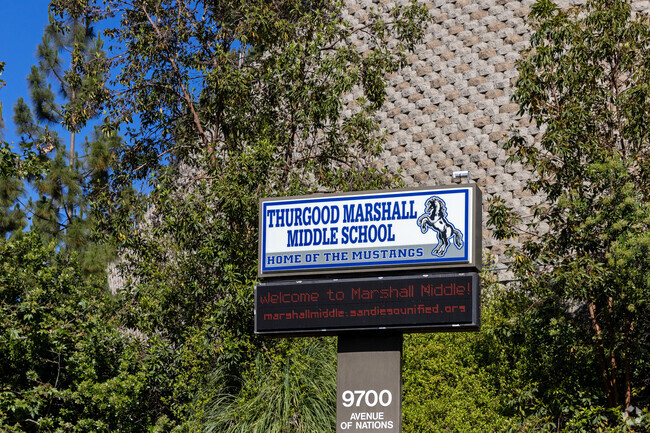 THURGOOD MARSHALL
MIDDLE SCHOOL
HOME OF THE MUSTANGS
Welcome to Marshall Middle!
marshallmiddle.sandiegounified.org
9700
AVENUE
OF NATIONS